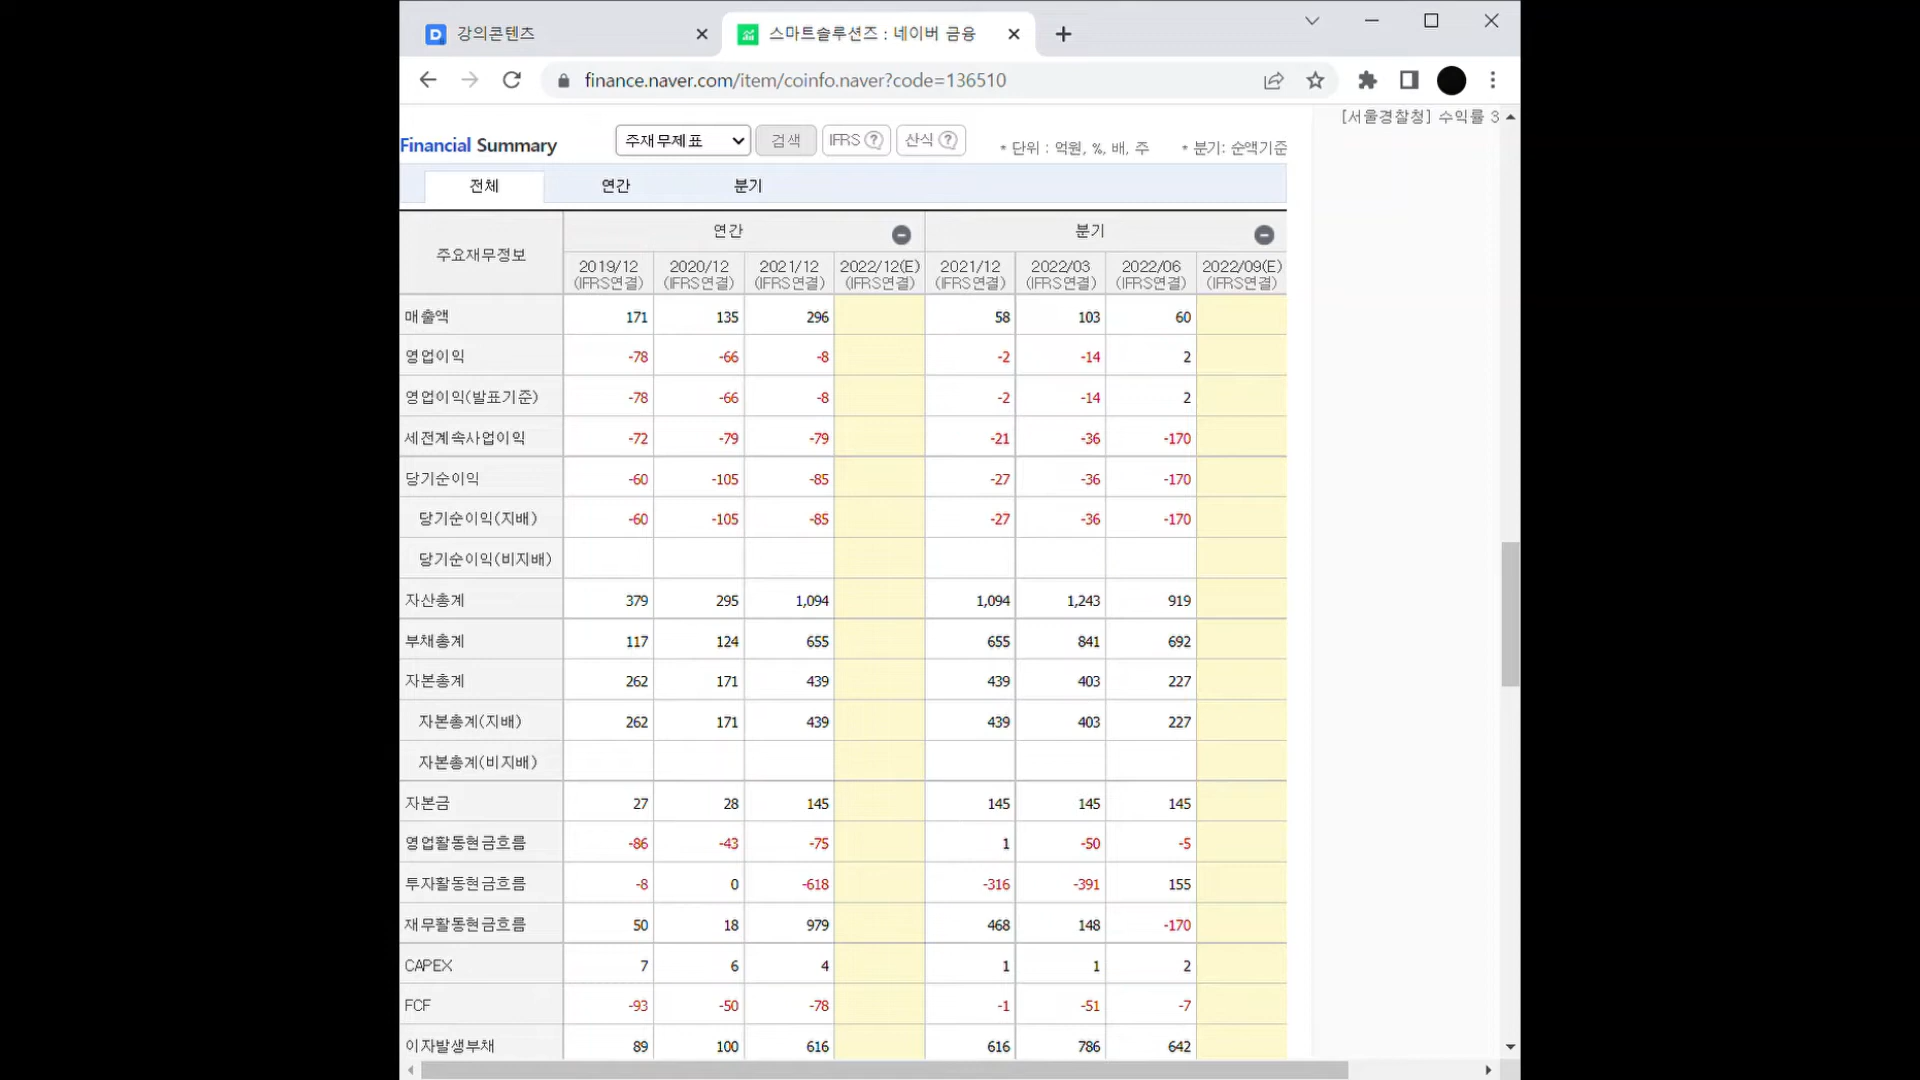 강의콘텐츠
스마트솔루션즈 : 네이버 금융
finance.naver.com/item/coinfo.naver?code=136510
[서울경찰청] 수익률 3
Financial Summary 주재무제표 검색 IFRS ? 산식 ? * 단위 : 억원, %, 배, 주 * 분기: 순액기준
전체 연간 분기
주요재무정보 연간 분기
2019/12 2020/12 2021/12 2022/12(E) 2021/12 2022/03 2022/06 2022/09(E)
(IFRS연결) (IFRS연결) (IFRS연결) (IFRS연결) (IFRS연결) (IFRS연결) (IFRS연결) (IFRS연결)
매출액 171 135 296 58 103 60
영업이익 -78 -66 -8 -2 -14 2
영업이익(발표기준) -78 -66 -8 -2 -14 2
세전계속사업이익 -72 -79 -79 -21 -36 -170
당기순이익 -60 -105 -85 -27 -36 -170
당기순이익(지배) -60 -105 -85 -27 -36 -170
당기순이익(비지배)
자산총계 379 295 1,094 1,094 1,243 919
부채총계 117 124 655 655 841 692
자본총계 262 171 439 439 403 227
자본총계(지배) 262 171 439 439 403 227
자본총계(비지배)
자본금 27 28 145 145 145 145
영업활동현금흐름 -86 -43 -75 1 -50 -5
투자활동현금흐름 -8 0 -618 -316 -391 155
재무활동현금흐름 50 18 979 468 148 -170
CAPEX 7 6 4 1 1 2
FCF -93 -50 -78 -1 -51 -7
이자발생부채 89 100 616 616 786 642